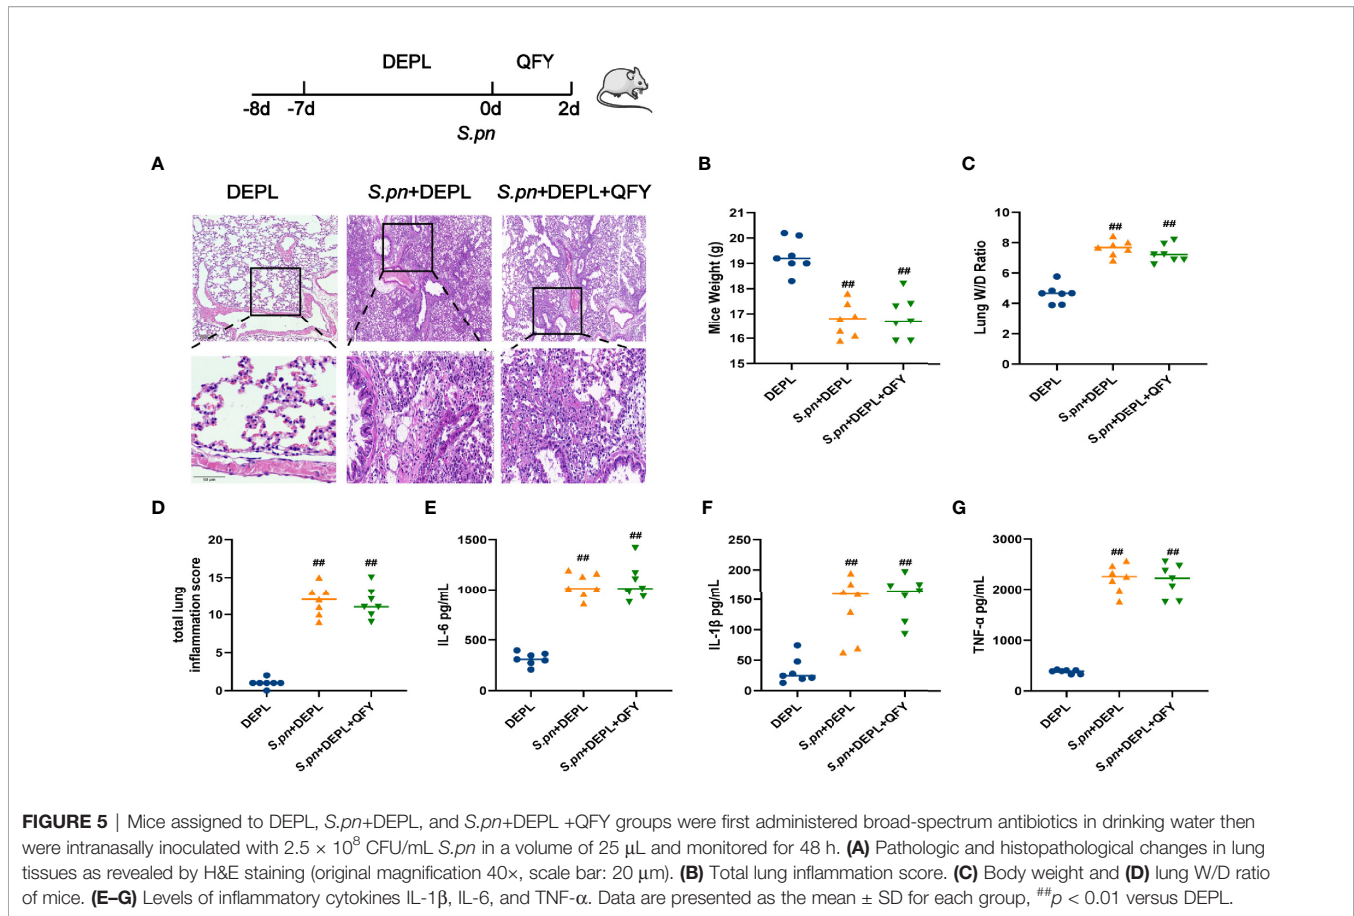 DEPL QFY
-8d -7d 0d 2d
S.pn
A
DEPL S.pn+DEPL S.pn+DEPL+QFY
B
21
20
19
18
17
16
15
Mice Weight (g)
## ##
DEPL S.pn+DEPL S.pn+DEPL+QFY
C
10
8
6
4
2
0
Lung W/D Ratio
## ##
DEPL S.pn+DEPL S.pn+DEPL+QFY
D
20
15
10
5
0
total lung
inflammation score
## ##
DEPL S.pn+DEPL S.pn+DEPL+QFY
E
1500
1000
500
0
IL-6 pg/mL
## ##
DEPL S.pn+DEPL S.pn+DEPL+QFY
F
250
200
150
100
50
0
IL-1β pg/mL
## ##
DEPL S.pn+DEPL S.pn+DEPL+QFY
G
3000
2000
1000
0
TNF-α pg/mL
## ##
DEPL S.pn+DEPL S.pn+DEPL+QFY
FIGURE 5 | Mice assigned to DEPL, S.pn+DEPL, and S.pn+DEPL +QFY groups were first administered broad-spectrum antibiotics in drinking water then
were intranasally inoculated with 2.5 × 10⁸ CFU/mL S.pn in a volume of 25 μL and monitored for 48 h. (A) Pathologic and histopathological changes in lung
tissues as revealed by H&E staining (original magnification 40×, scale bar: 20 μm). (B) Total lung inflammation score. (C) Body weight and (D) lung W/D ratio
of mice. (E–G) Levels of inflammatory cytokines IL-1β, IL-6, and TNF-α. Data are presented as the mean ± SD for each group, ##p < 0.01 versus DEPL.